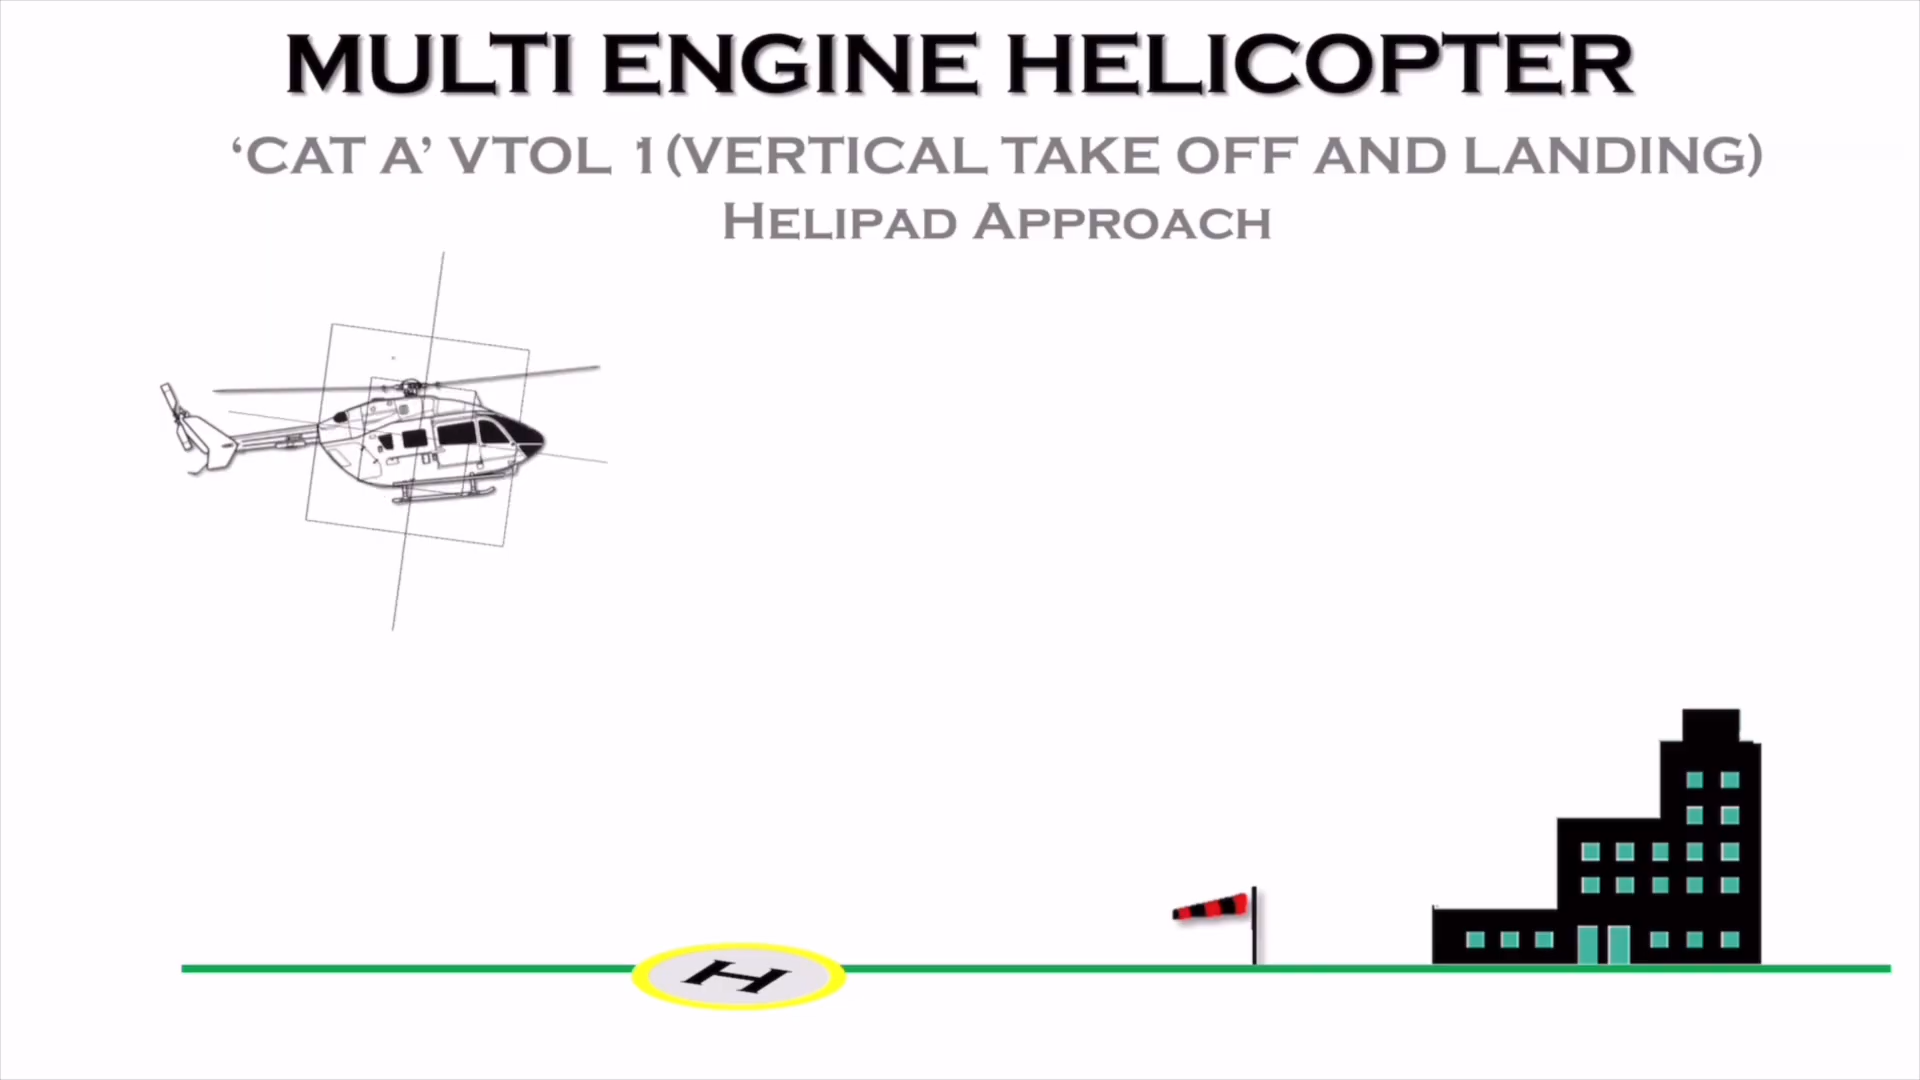 MULTI ENGINE HELICOPTER
‘CAT A’ VTOL 1(VERTICAL TAKE OFF AND LANDING)
HELIPAD APPROACH
H